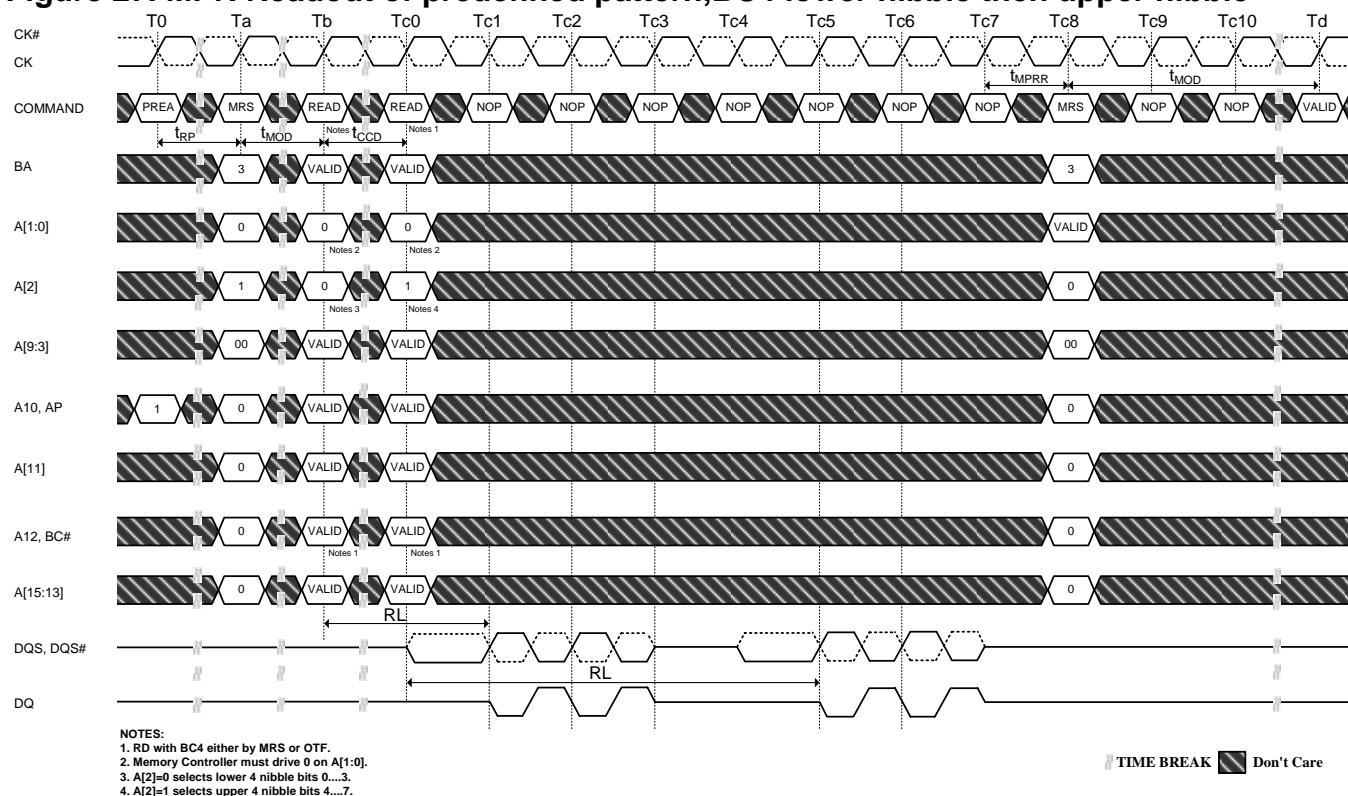 Readout of predefined pattern,BC4 lower nibble then upper nibble
T0 Ta Tb Tc0 Tc1 Tc2 Tc3 Tc4 Tc5 Tc6 Tc7 Tc8 Tc9 Tc10 Td
CK#
CK
tMPRR tMOD
COMMAND PREA MRS READ READ NOP NOP NOP NOP NOP NOP NOP MRS NOP NOP VALID
Notes 1 Notes 1
tRP tMOD tCCD
BA 3 VALID VALID 3
A[1:0] 0 0 0 VALID
Notes 2 Notes 2
A[2] 1 0 1 0
Notes 3 Notes 4
A[9:3] 00 VALID VALID 00
A10, AP 1 0 VALID VALID 0
A[11] 0 VALID VALID 0
A12, BC# 0 VALID VALID 0
Notes 1 Notes 1
A[15:13] 0 VALID VALID 0
RL
DQS, DQS#
RL
DQ
NOTES:
1. RD with BC4 either by MRS or OTF.
2. Memory Controller must drive 0 on A[1:0].
3. A[2]=0 selects lower 4 nibble bits 0....3.
4. A[2]=1 selects upper 4 nibble bits 4....7.
TIME BREAK Don't Care